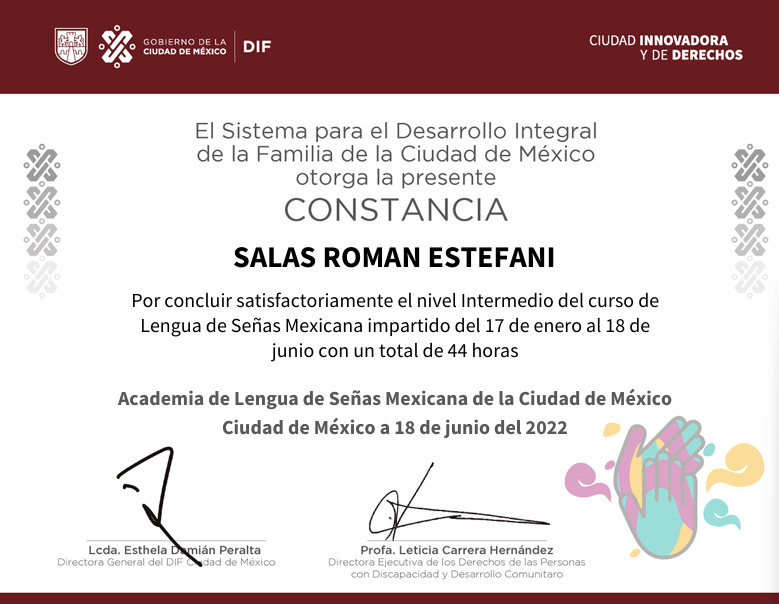 GOBIERNO DE LA
CIUDAD DE MÉXICO
DIF
CIUDAD INNOVADORA
Y DE DERECHOS
El Sistema para el Desarrollo Integral
de la Familia de la Ciudad de México
otorga la presente
CONSTANCIA
SALAS ROMAN ESTEFANI
Por concluir satisfactoriamente el nivel Intermedio del curso de
Lengua de Señas Mexicana impartido del 17 de enero al 18 de
junio con un total de 44 horas
Academia de Lengua de Señas Mexicana de la Ciudad de México
Ciudad de México a 18 de junio del 2022
Lcda. Esthela Damián Peralta
Directora General del DIF Ciudad de México
Profa. Leticia Carrera Hernández
Directora Ejecutiva de los Derechos de las Personas
con Discapacidad y Desarrollo Comunitaro